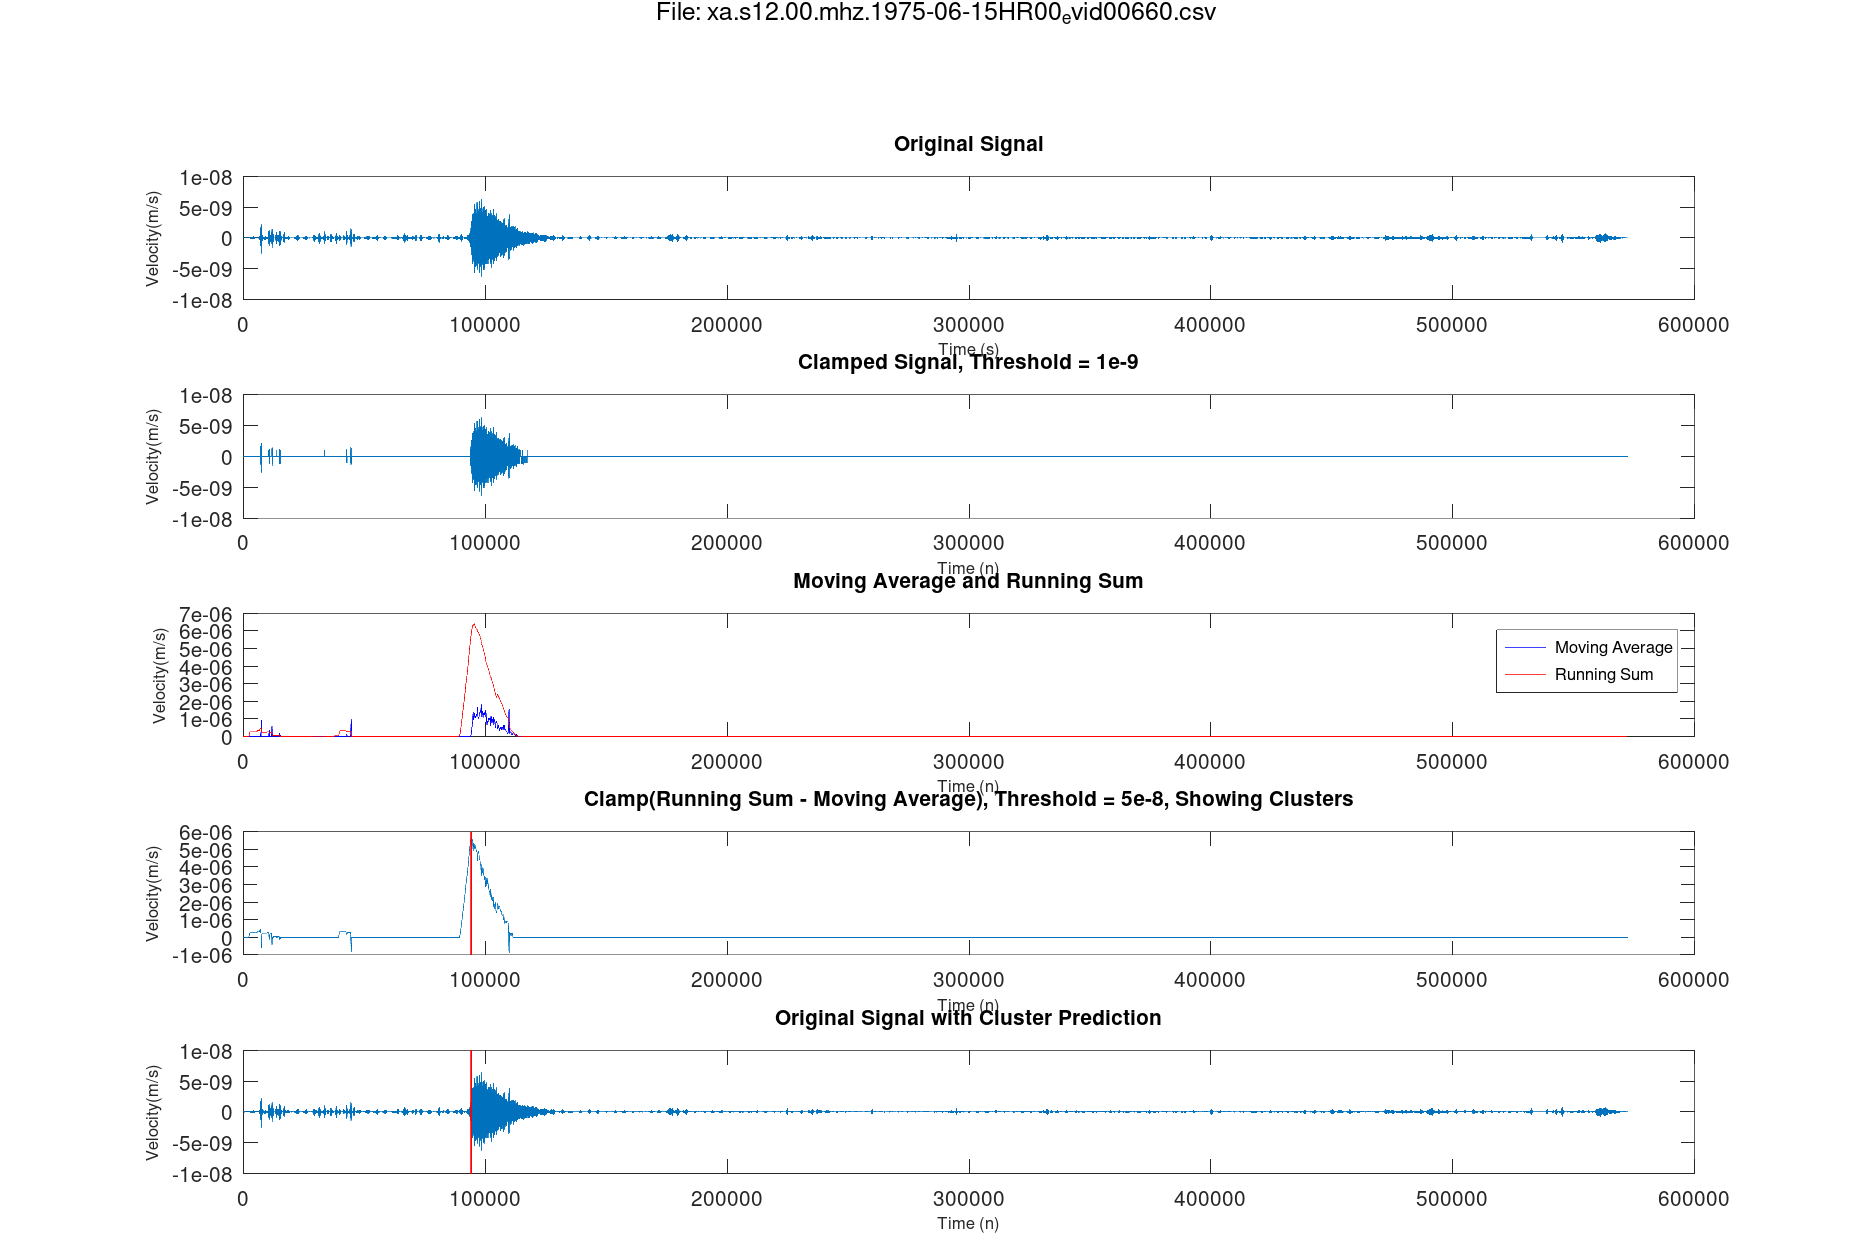 File: xa.s12.00.mhz.1975-06-15HR00evid00660.csv
Original Signal
1e-08
5e-09
0
-5e-09
-1e-08
Velocity(m/s)
0 100000 200000 300000 400000 500000 600000
Time (s)
Clamped Signal, Threshold = 1e-9
1e-08
5e-09
0
-5e-09
-1e-08
Velocity(m/s)
0 100000 200000 300000 400000 500000 600000
Time (n)
Moving Average and Running Sum
7e-06
6e-06
5e-06
4e-06
3e-06
2e-06
1e-06
0
Velocity(m/s)
Moving Average
Running Sum
0 100000 200000 300000 400000 500000 600000
Time (n)
Clamp(Running Sum - Moving Average), Threshold = 5e-8, Showing Clusters
6e-06
5e-06
4e-06
3e-06
2e-06
1e-06
0
-1e-06
Velocity(m/s)
0 100000 200000 300000 400000 500000 600000
Time (n)
Original Signal with Cluster Prediction
1e-08
5e-09
0
-5e-09
-1e-08
Velocity(m/s)
0 100000 200000 300000 400000 500000 600000
Time (n)